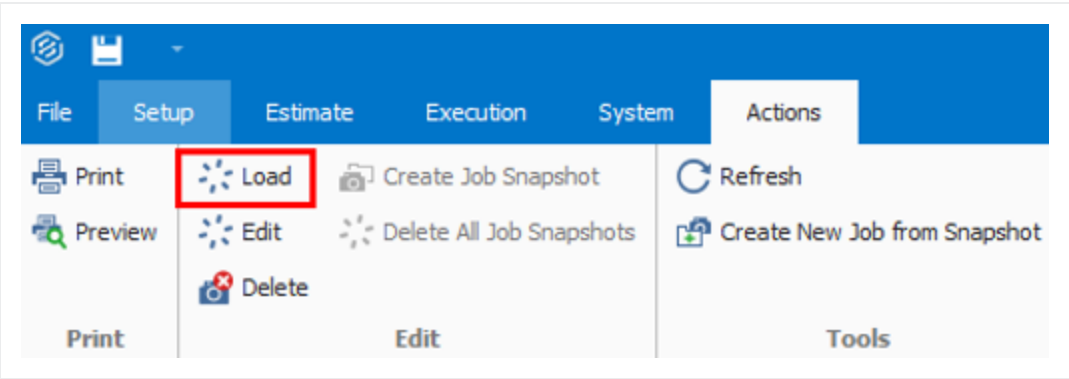 File Setup Estimate Execution System Actions
Print Load Create Job Snapshot Refresh
Preview Edit Delete All Job Snapshots Create New Job from Snapshot
Delete
Print Edit Tools